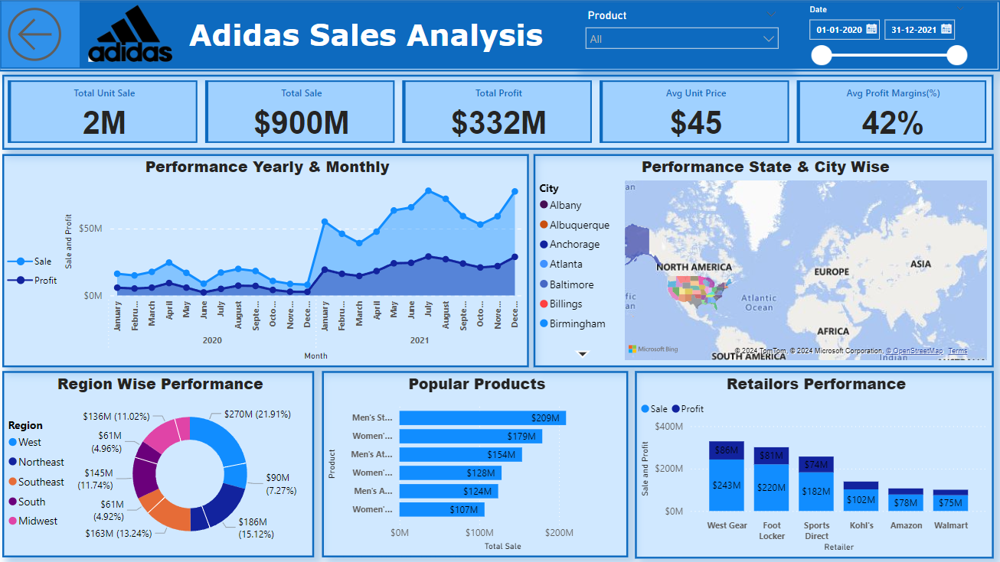 adidas
Adidas Sales Analysis
Product
All
Date
01-01-2020
31-12-2021
Total Unit Sale
2M
Total Sale
$900M
Total Profit
$332M
Avg Unit Price
$45
Avg Profit Margins(%)
42%
Performance Yearly & Monthly
Sale and Profit
$50M
$0M
Sale
Profit
January
Febru...
March
April
May
June
July
August
Septe...
Octo...
Nove...
Dece...
January
Febru...
March
April
May
June
July
August
Septe...
Octo...
Nove...
Dece...
2020
2021
Month
Performance State & City Wise
City
Albany
Albuquerque
Anchorage
Atlanta
Baltimore
Billings
Birmingham
an
NORTH AMERICA
EUROPE
ASIA
fic
an
Atlantic
Ocean
AFRICA
SOUTH AMERICA
Indian
Microsoft Bing
© 2024 TomTom, © 2024 Microsoft Corporation, © OpenStreetMap Terms
Region Wise Performance
Region
West
Northeast
Southeast
South
Midwest
$270M (21.91%)
$90M
(7.27%)
$186M
(15.12%)
$163M (13.24%)
$61M
(4.92%)
$145M
(11.74%)
$61M
(4.96%)
$136M (11.02%)
Popular Products
Product
Men's St...
$209M
Women'...
$179M
Men's At...
$154M
Women'...
$128M
Men's A...
$124M
Women'...
$107M
$0M
$100M
$200M
Total Sale
Retailors Performance
Sale
Profit
Sale and Profit
$400M
$200M
$0M
$86M
$243M
$81M
$220M
$74M
$182M
$102M
$78M
$75M
West Gear
Foot
Locker
Sports
Direct
Kohl's
Amazon
Walmart
Retailer